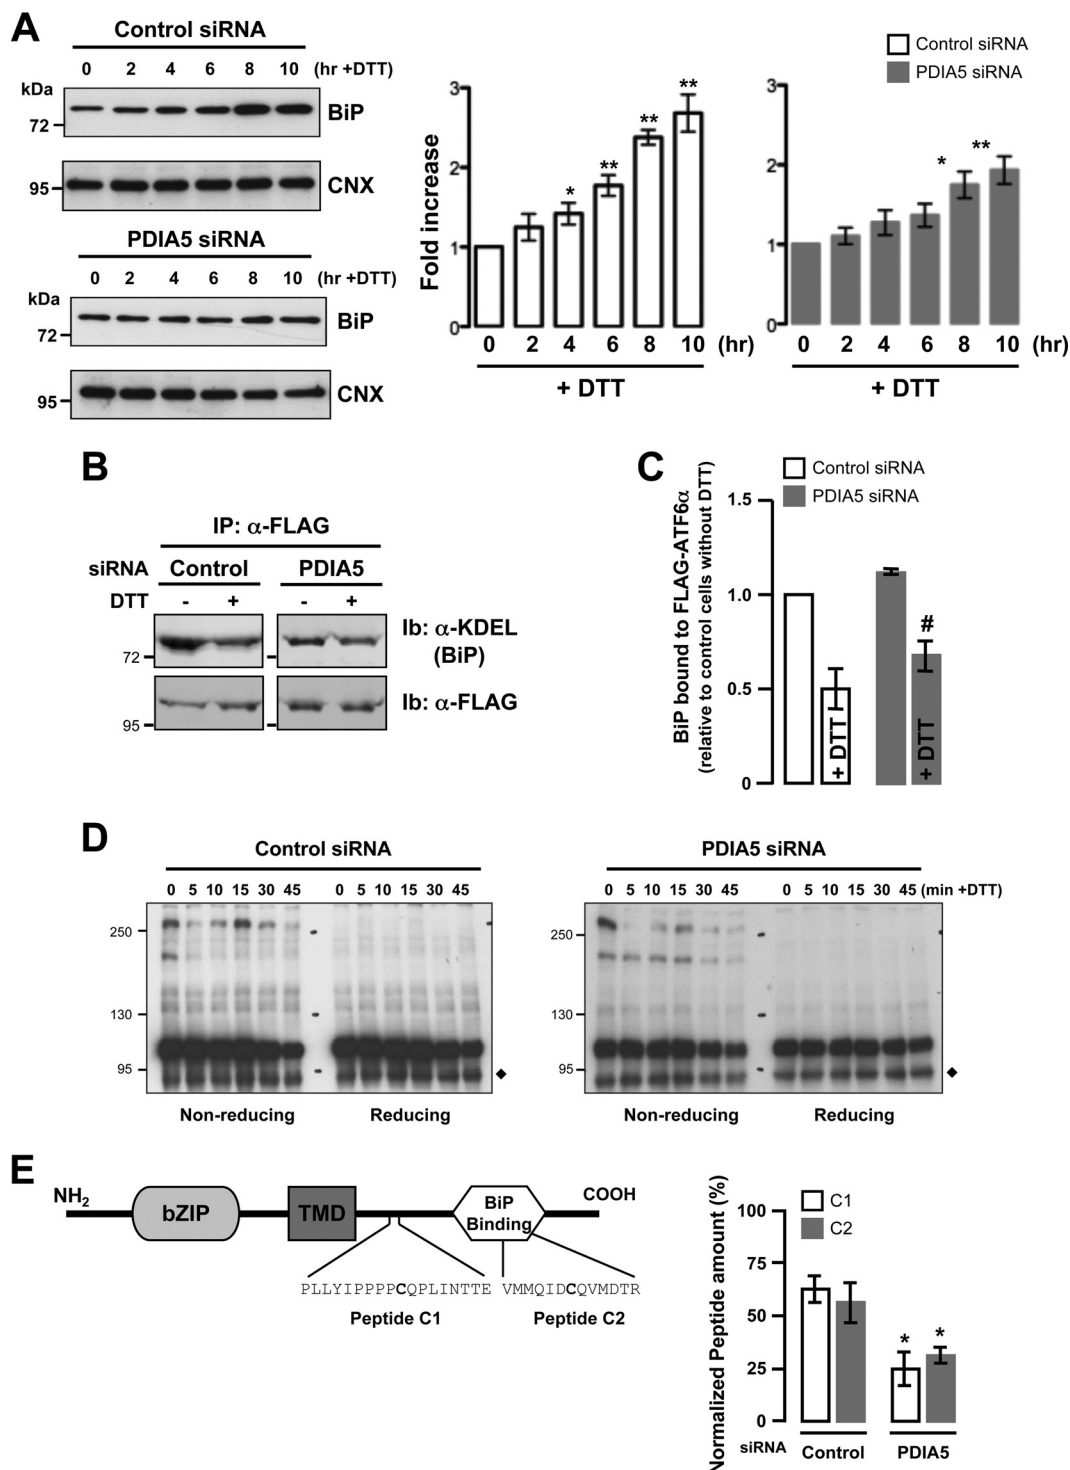 A
Control siRNA
0 2 4 6 8 10 (hr +DTT)
kDa
72
BiP
95
CNX
PDIA5 siRNA
0 2 4 6 8 10 (hr +DTT)
kDa
72
BiP
95
CNX
Control siRNA
PDIA5 siRNA
Fold increase
3
2
1
0
* ** ** **
0 2 4 6 8 10 (hr)
+ DTT
3
2
1
0
* **
0 2 4 6 8 10 (hr)
+ DTT
B
IP: α-FLAG
siRNA Control PDIA5
DTT - + - +
72
Ib: α-KDEL
(BiP)
95
Ib: α-FLAG
C
Control siRNA
PDIA5 siRNA
BiP bound to FLAG-ATF6α
(relative to control cells without DTT)
1.5
1.0
0.5
0
+ DTT
#
+ DTT
D
Control siRNA
0 5 10 15 30 45 0 5 10 15 30 45
250
130
95
◆
Non-reducing Reducing
PDIA5 siRNA
0 5 10 15 30 45 0 5 10 15 30 45 (min +DTT)
250
130
95
◆
Non-reducing Reducing
E
NH2
bZIP
TMD
BiP
Binding
COOH
PLLYIPPPPCQPLINTTE VMMQIDCQVMDTR
Peptide C1 Peptide C2
C1
C2
Normalized Peptide amount (%)
100
75
50
25
0
* *
siRNA Control PDIA5